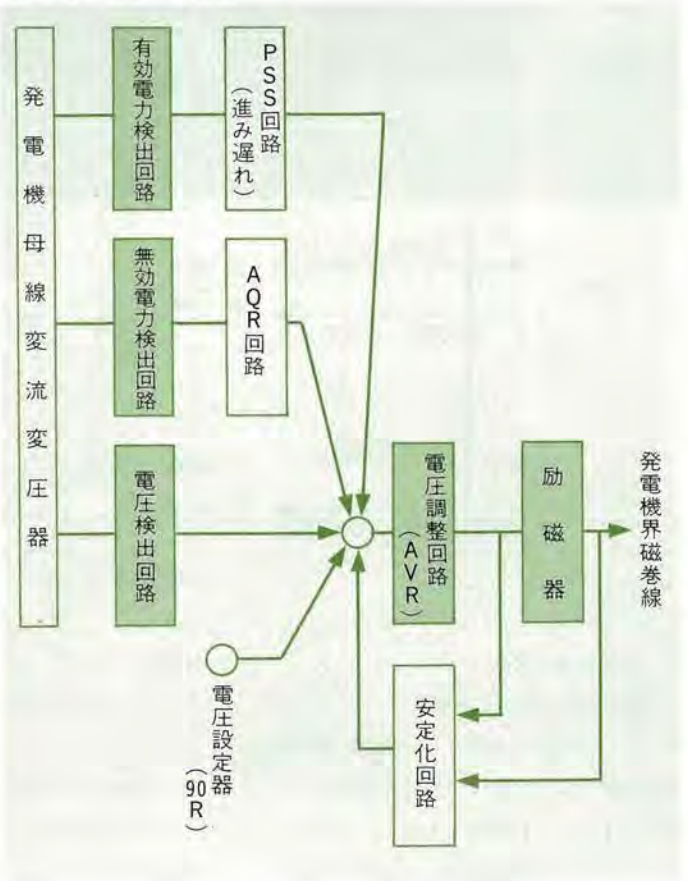 発電機母線変流変圧器
有効電力検出回路
PSS回路
(進み遅れ)
無効電力検出回路
AQR回路
電圧検出回路
電圧設定器
(90R)
電圧調整回路
(AVR)
励磁器
発電機界磁巻線
安定化回路